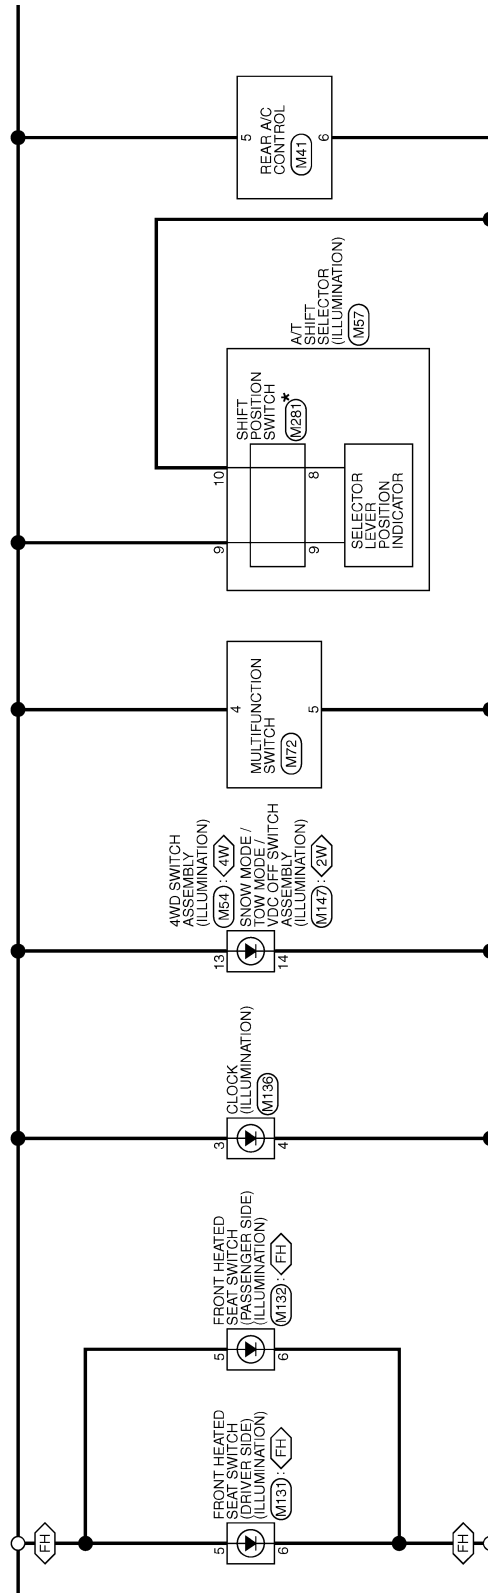 5
REAR A/C
CONTROL
M41
6
A/T
SHIFT
SELECTOR
(ILLUMINATION)
M57
SHIFT
POSITION
SWITCH
M281
*
10
8
9
9
SELECTOR
LEVER
POSITION
INDICATOR
4
MULTIFUNCTION
SWITCH
M72
5
4WD SWITCH
ASSEMBLY
(ILLUMINATION)
M54 : 4W
SNOW MODE /
TOW MODE /
VDC OFF SWITCH
ASSEMBLY
(ILLUMINATION)
M147 : 2W
13
14
CLOCK
(ILLUMINATION)
M136
3
4
FRONT HEATED
SEAT SWITCH
(PASSENGER SIDE)
(ILLUMINATION)
M132 : FH
5
6
FRONT HEATED
SEAT SWITCH
(DRIVER SIDE)
(ILLUMINATION)
M131 : FH
5
6
FH
FH